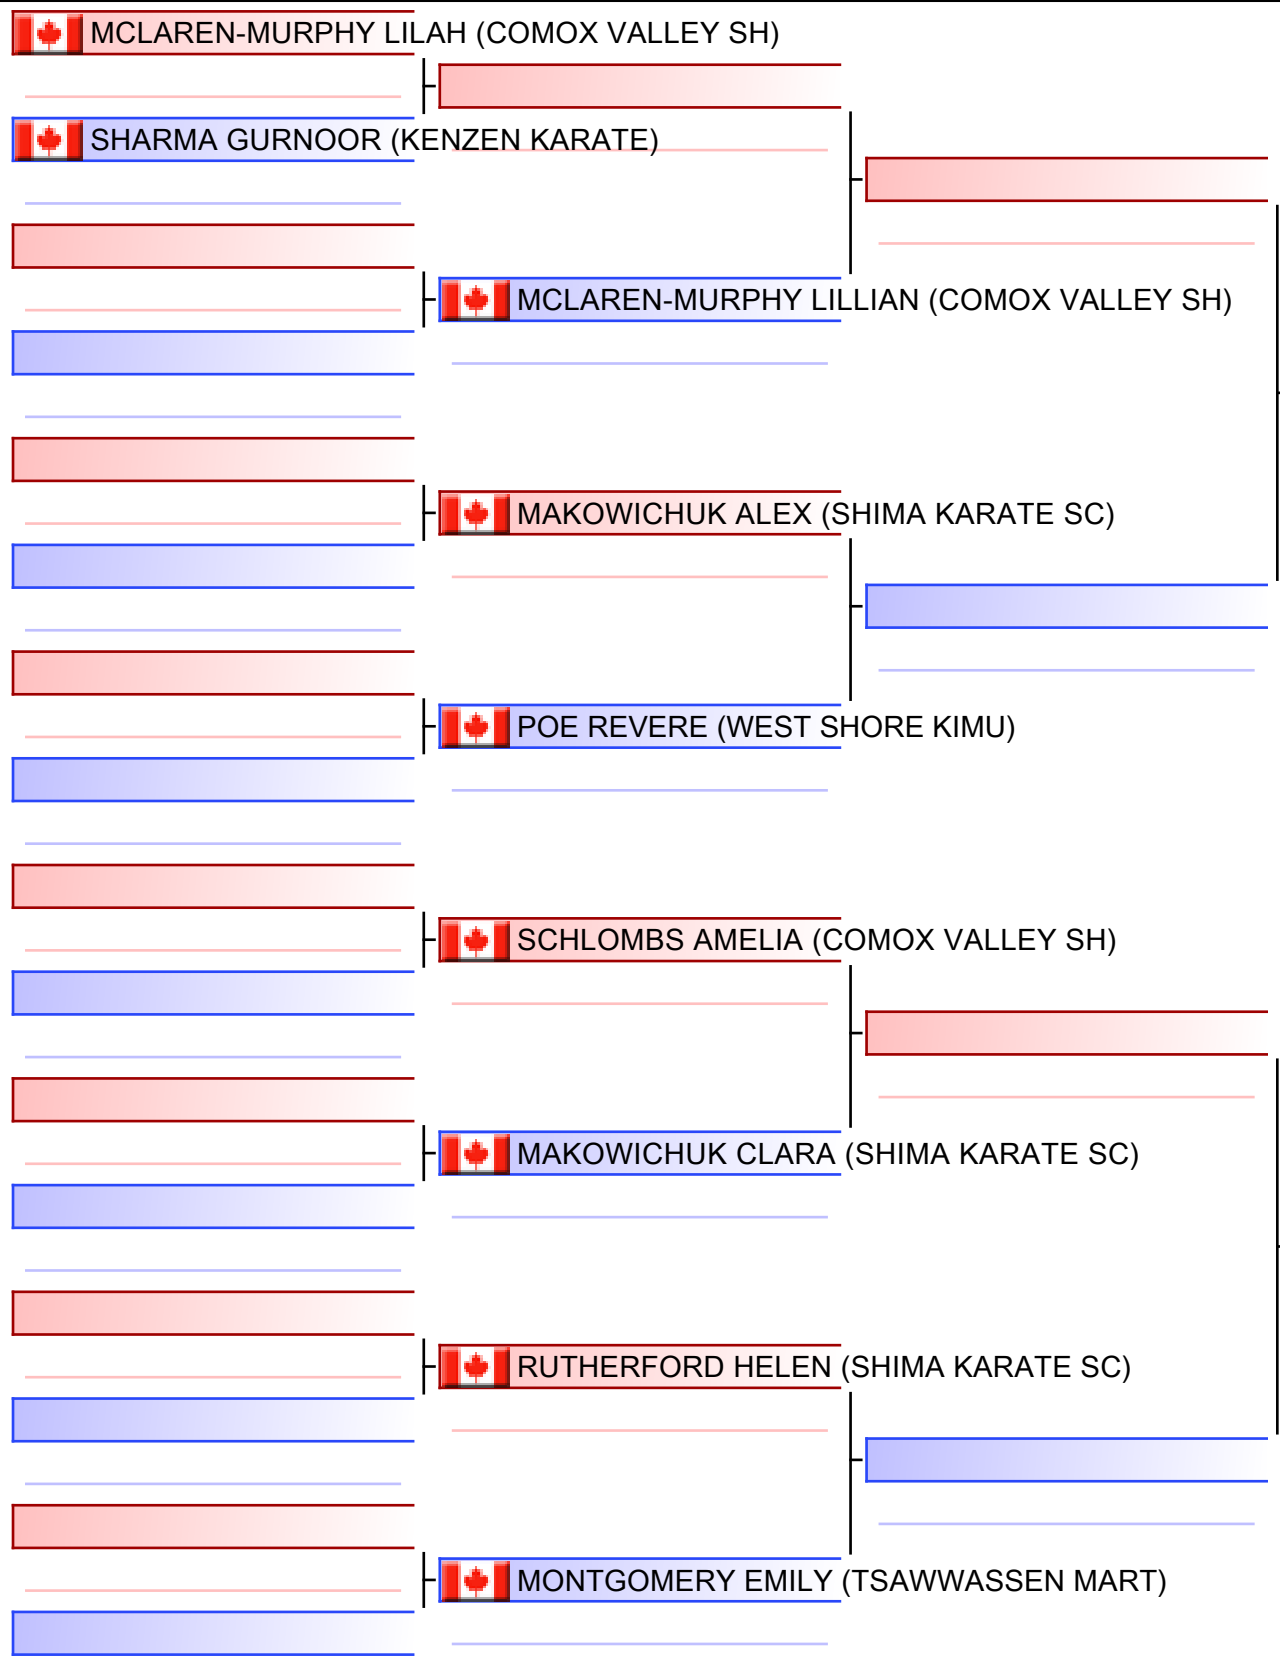 MCLAREN-MURPHY LILAH (COMOX VALLEY SH)
SHARMA GURNOOR (KENZEN KARATE)
MCLAREN-MURPHY LILLIAN (COMOX VALLEY SH)
MAKOWICHUK ALEX (SHIMA KARATE SC)
POE REVERE (WEST SHORE KIMU)
SCHLOMBS AMELIA (COMOX VALLEY SH)
MAKOWICHUK CLARA (SHIMA KARATE SC)
RUTHERFORD HELEN (SHIMA KARATE SC)
MONTGOMERY EMILY (TSAWWASSEN MART)